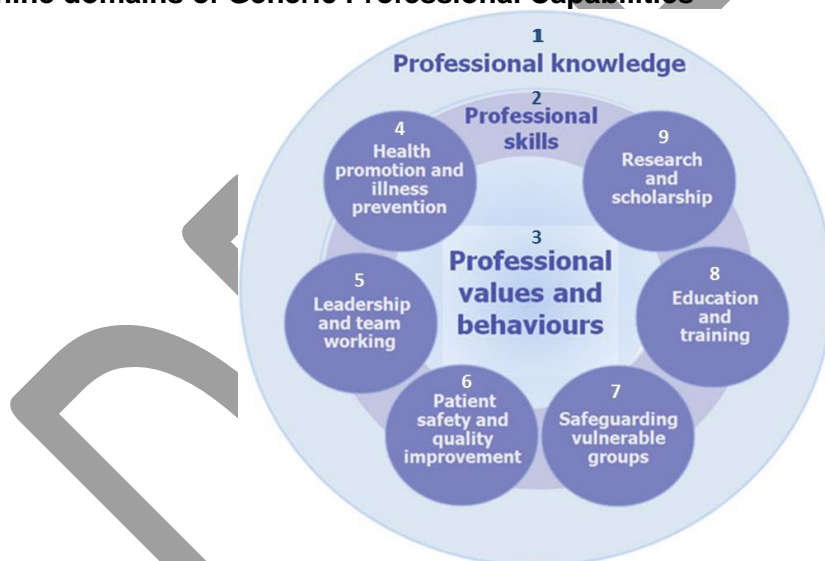 nine domains of Generic Professional Capabilities
1
Professional knowledge
2
Professional
skills
3
Professional
values and
behaviours
4
Health
promotion and
illness
prevention
5
Leadership
and team
working
6
Patient
safety and
quality
improvement
7
Safeguarding
vulnerable
groups
8
Education
and
training
9
Research
and
scholarship